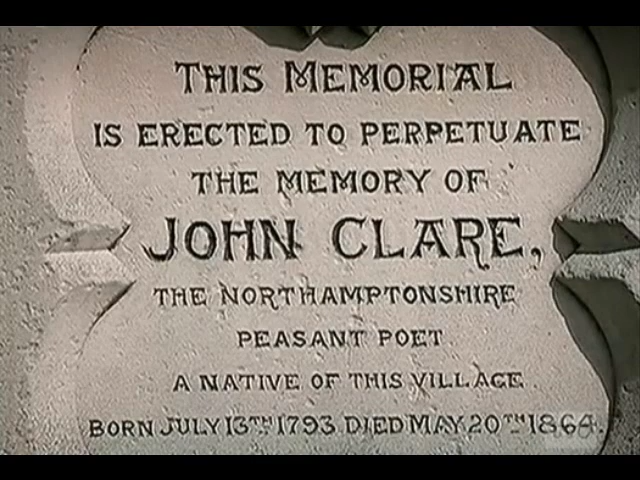 THIS MEMORIAL
IS ERECTED TO PERPETUATE
THE MEMORY OF
JOHN CLARE,
THE NORTHAMPTONSHIRE
PEASANT POET
A NATIVE OF THIS VILLAGE
BORN JULY 13TH 1793 DIED MAY 20TH 1864.